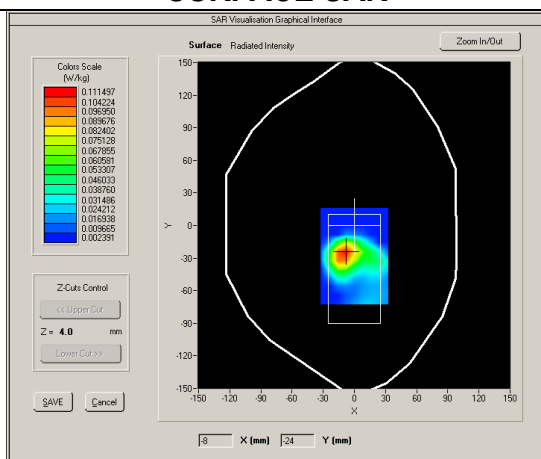 SAR Visualisation Graphical Interface
Surface Radiated Intensity
Zoom In/Out
Colors Scale
(W/kg)
0.111497
0.104224
0.096950
0.089676
0.082402
0.075128
0.067855
0.060581
0.053307
0.046033
0.038760
0.031486
0.024212
0.016938
0.009665
0.002391
Z-Cuts Control
<< Upper Cut
Z = 4.0 mm
Lower Cut >>
SAVE Cancel
150-
120-
90-
60-
30-
0-
-30-
-60-
-90-
-120-
-150-
Y
-150 -120 -90 -60 -30 0 30 60 90 120 150
X
-8 X (mm) -24 Y (mm)